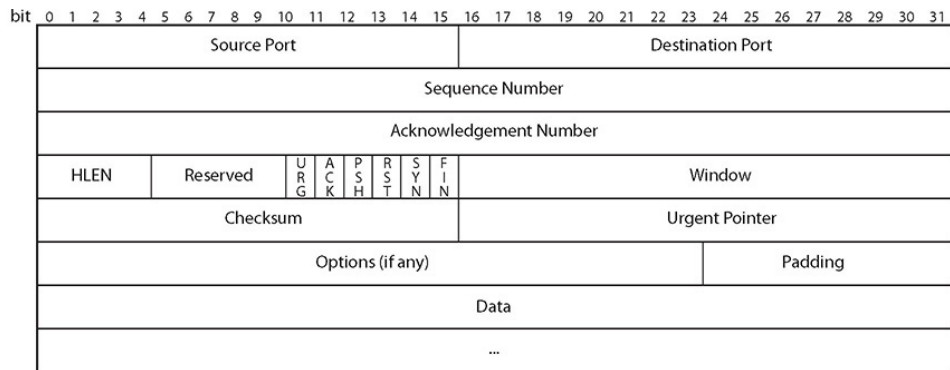 bit 0 1 2 3 4 5 6 7 8 9 10 11 12 13 14 15 16 17 18 19 20 21 22 23 24 25 26 27 28 29 30 31
Source Port Destination Port
Sequence Number
Acknowledgement Number
HLEN Reserved URG ACK PSH RST SYN FIN Window
Checksum Urgent Pointer
Options (if any) Padding
Data
...